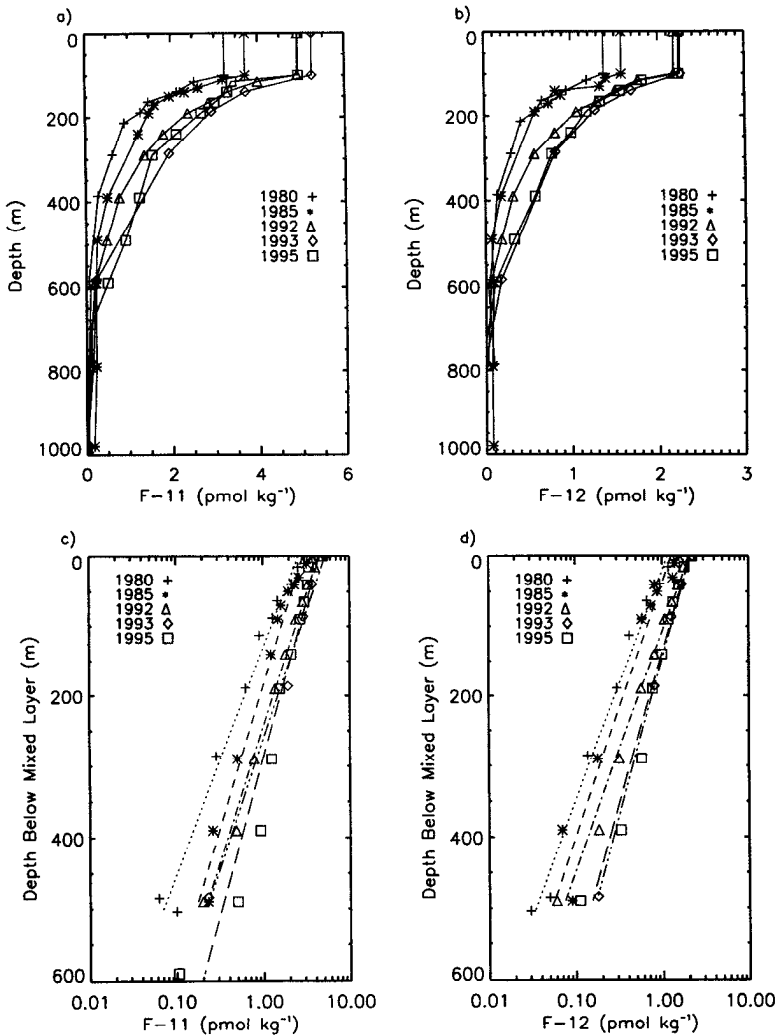 a)
0
200
400
600
800
1000
Depth (m)
1980 +
1985 *
1992 △
1993 ◇
1995 □
0 2 4 6
F-11 (pmol kg⁻¹)
b)
0
200
400
600
800
1000
Depth (m)
1980 +
1985 *
1992 △
1993 ◇
1995 □
0 1 2 3
F-12 (pmol kg⁻¹)
c)
0
200
400
600
Depth Below Mixed Layer (m)
1980 +
1985 *
1992 △
1993 ◇
1995 □
0.01 0.10 1.00 10.00
F-11 (pmol kg⁻¹)
d)
0
200
400
600
Depth Below Mixed Layer (m)
1980 +
1985 *
1992 △
1993 ◇
1995 □
0.01 0.10 1.00 10.00
F-12 (pmol kg⁻¹)